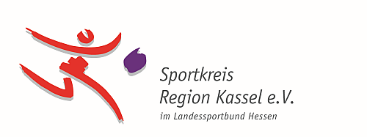 Sportkreis
Region Kassel e.V.
im Landessportbund Hessen